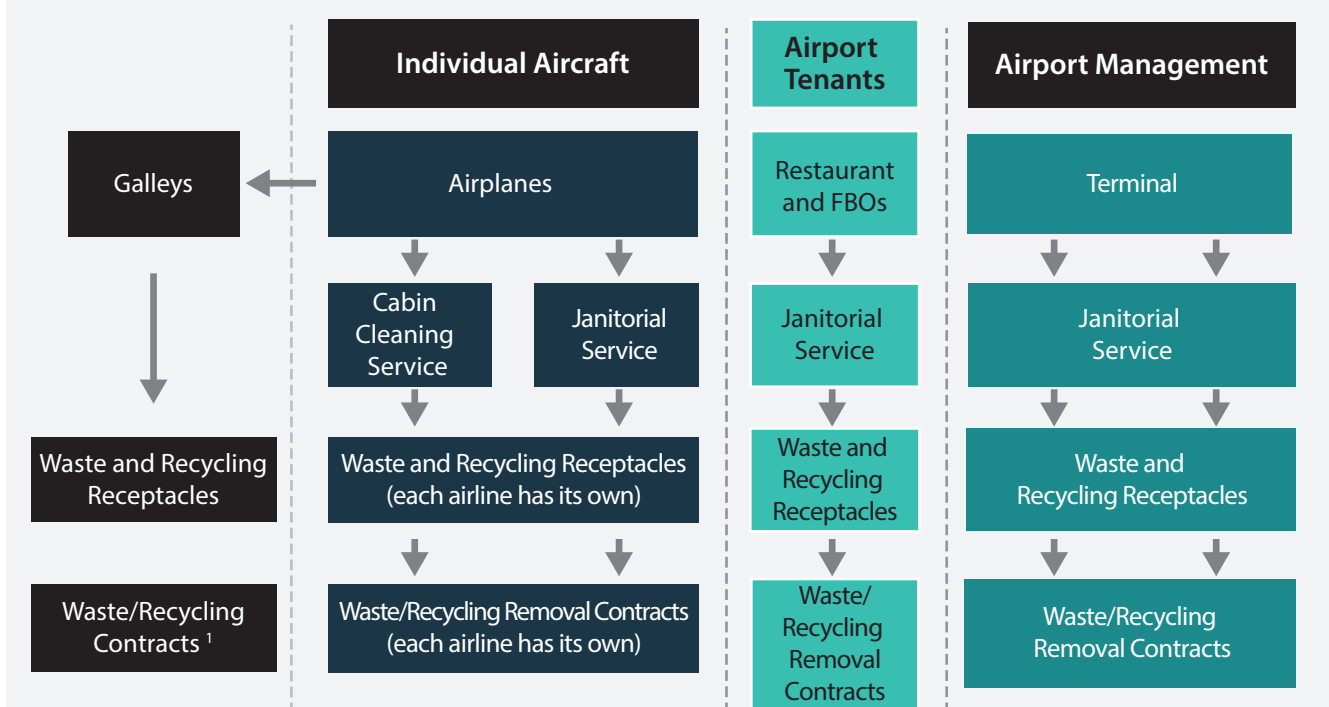 Individual Aircraft
Airport
Tenants
Airport Management
Galleys
Airplanes
Restaurant
and FBOs
Terminal
Cabin
Cleaning
Service
Janitorial
Service
Janitorial
Service
Janitorial
Service
Waste and Recycling
Receptacles
Waste and Recycling Receptacles
(each airline has its own)
Waste and
Recycling
Receptacles
Waste and
Recycling Receptacles
Waste/Recycling
Contracts ¹
Waste/Recycling Removal Contracts
(each airline has its own)
Waste/
Recycling
Removal
Contracts
Waste/Recycling
Removal Contracts